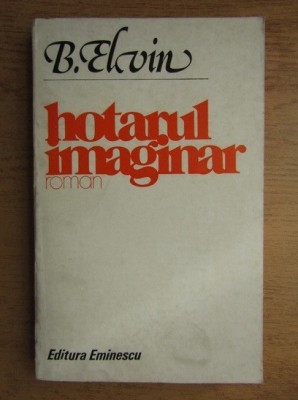 B. Elvin
hotarul
imaginar
roman
Editura Eminescu